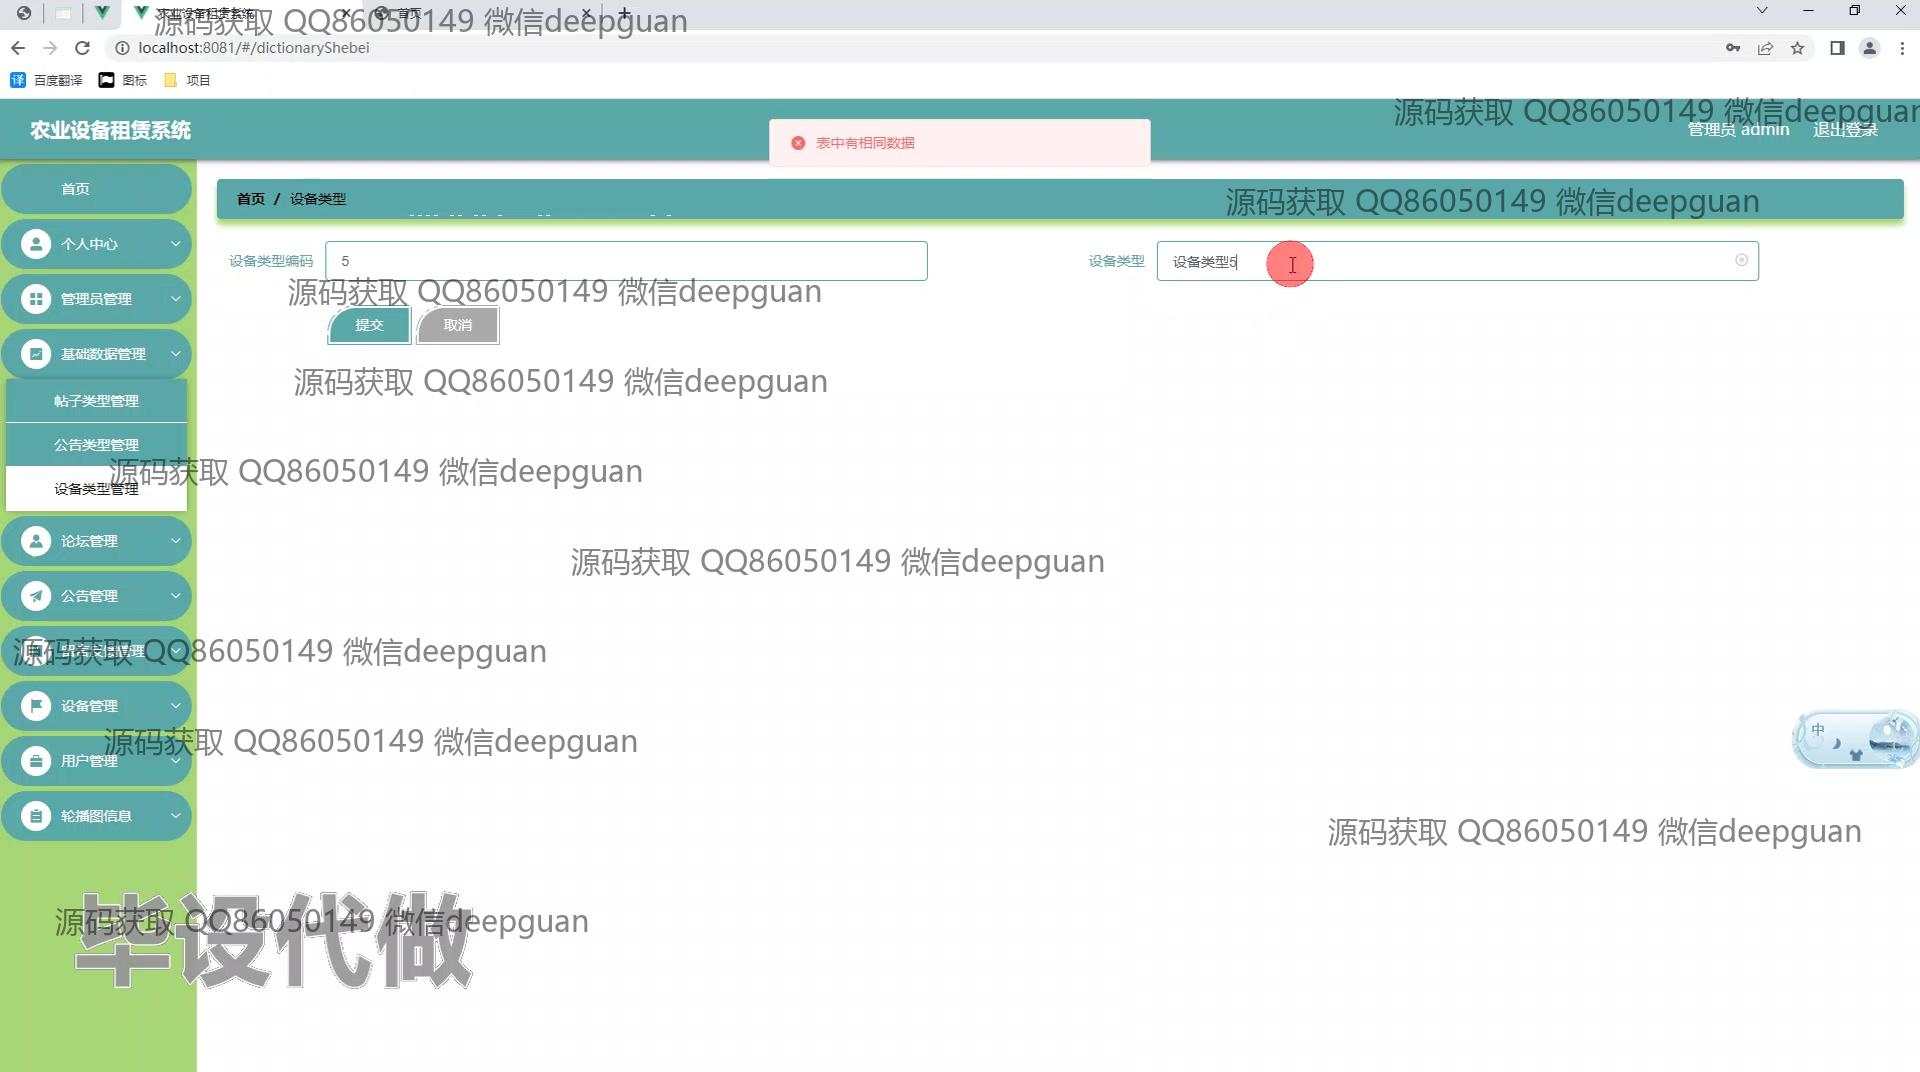 农业设备租赁系统
首页
源码获取 QQ86050149 微信deepguan
localhost:8081/#/dictionaryShebei
百度翻译
图标
项目
农业设备租赁系统
表中有相同数据
源码获取 QQ86050149 微信deepguan
管理员 admin
退出登录
首页
首页 / 设备类型
源码获取 QQ86050149 微信deepguan
个人中心
设备类型编码
5
设备类型
设备类型5
源码获取 QQ86050149 微信deepguan
管理员管理
提交
取消
基础数据管理
源码获取 QQ86050149 微信deepguan
帖子类型管理
公告类型管理
源码获取 QQ86050149 微信deepguan
设备类型管理
论坛管理
源码获取 QQ86050149 微信deepguan
公告管理
源码获取 QQ86050149 微信deepguan
设备管理
中
源码获取 QQ86050149 微信deepguan
用户管理
轮播图信息
源码获取 QQ86050149 微信deepguan
源码获取 QQ86050149 微信deepguan
毕设代做